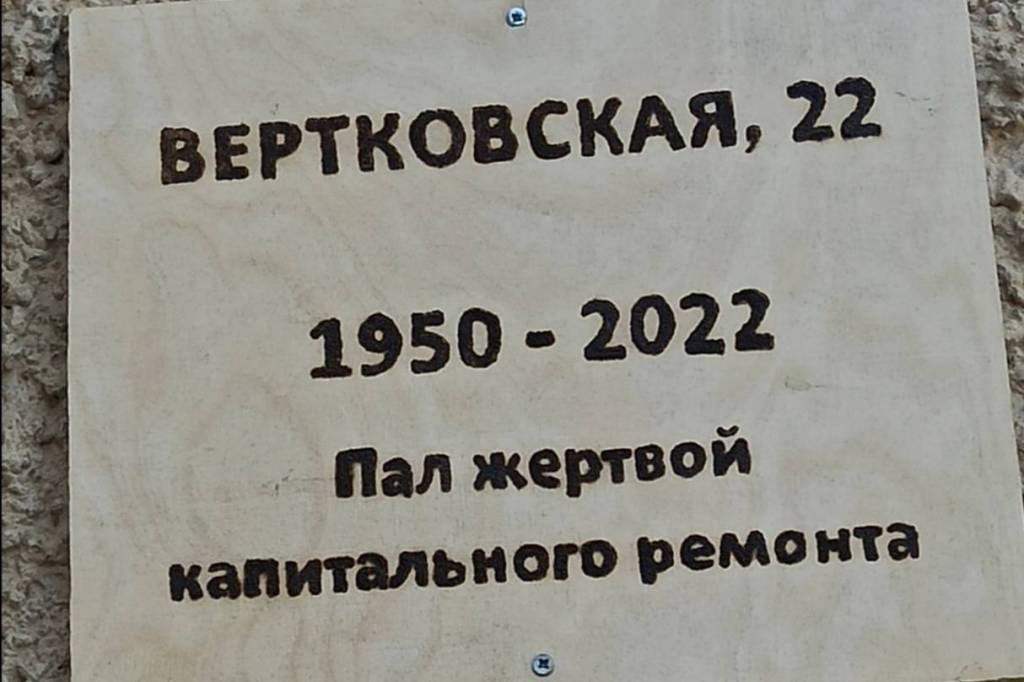 ВЕРТКОВСКАЯ, 22
1950 - 2022
Пал жертвой
капитального ремонта